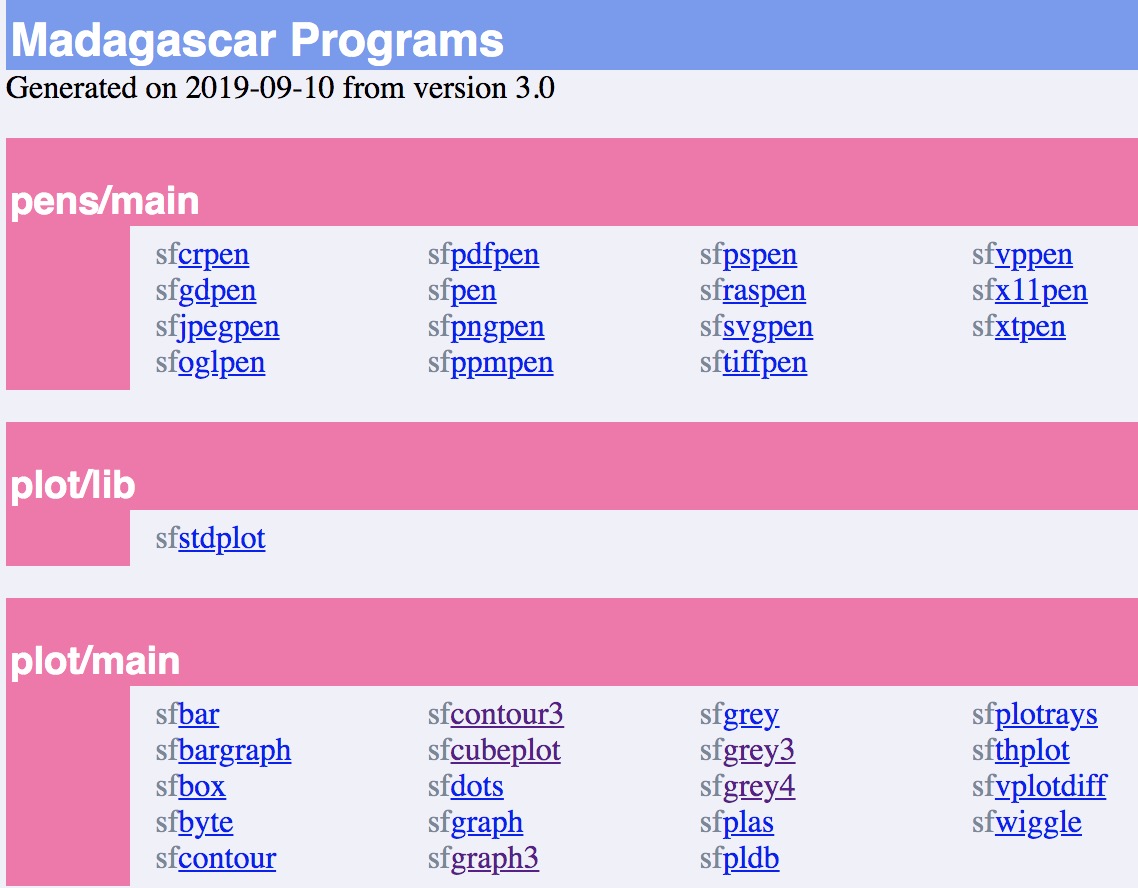 Madagascar Programs
Generated on 2019-09-10 from version 3.0
pens/main
sfcrpen sfpdfpen sfpspen sfvppen
sfgdpen sfpen sfraspen sfx11pen
sfjpegpen sfpngpen sfsvgpen sfxtpen
sfoglpen sfppmpen sftiffpen
plot/lib
sfstdplot
plot/main
sfbar sfcontour3 sfgrey sfplotrays
sfbargraph sfcubeplot sfgrey3 sfthplot
sfbox sfdots sfgrey4 sfvplotdiff
sfbyte sfgraph sfplas sfwiggle
sfcontour sfgraph3 sfpldb